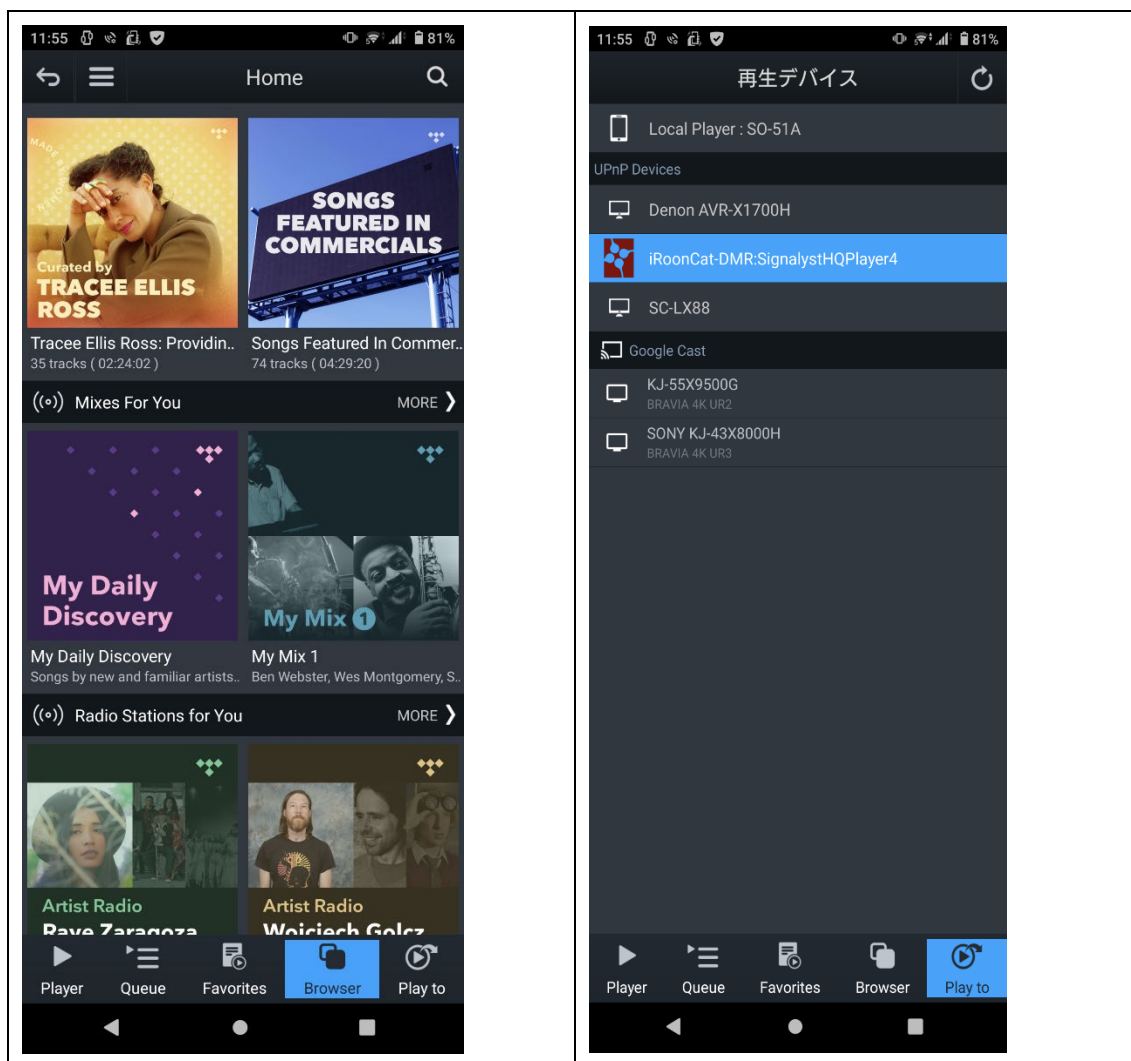 11:55
81%
Home
MADE B
Curated by
TRACEE ELLIS
ROSS
SONGS
FEATURED IN
COMMERCIALS
Tracee Ellis Ross: Providin..
35 tracks ( 02:24:02 )
Songs Featured In Commer..
74 tracks ( 04:29:20 )
Mixes For You
MORE
My Daily
Discovery
My Mix 1
My Daily Discovery
Songs by new and familiar artists..
My Mix 1
Ben Webster, Wes Montgomery, S..
Radio Stations for You
MORE
Artist Radio
Raye Zaragoza
Artist Radio
Wojciech Golcz
Player
Queue
Favorites
Browser
Play to
11:55
81%
再生デバイス
Local Player : SO-51A
UPnP Devices
Denon AVR-X1700H
iRoonCat-DMR:SignalystHQPlayer4
SC-LX88
Google Cast
KJ-55X9500G
BRAVIA 4K UR2
SONY KJ-43X8000H
BRAVIA 4K UR3
Player
Queue
Favorites
Browser
Play to